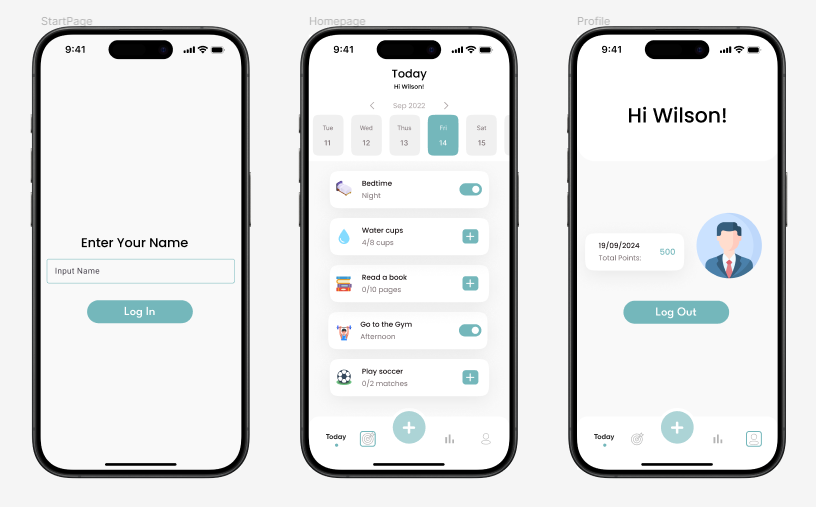 StartPage
9:41
Enter Your Name
Input Name
Log In
Homepage
9:41
Today
Hi Wilson!
Sep 2022
Tue
11
Wed
12
Thus
13
Fri
14
Sat
15
Bedtime
Night
Water cups
4/8 cups
Read a book
0/10 pages
Go to the Gym
Afternoon
Play soccer
0/2 matches
Today
Profile
9:41
Hi Wilson!
19/09/2024
Total Points:
500
Log Out
Today